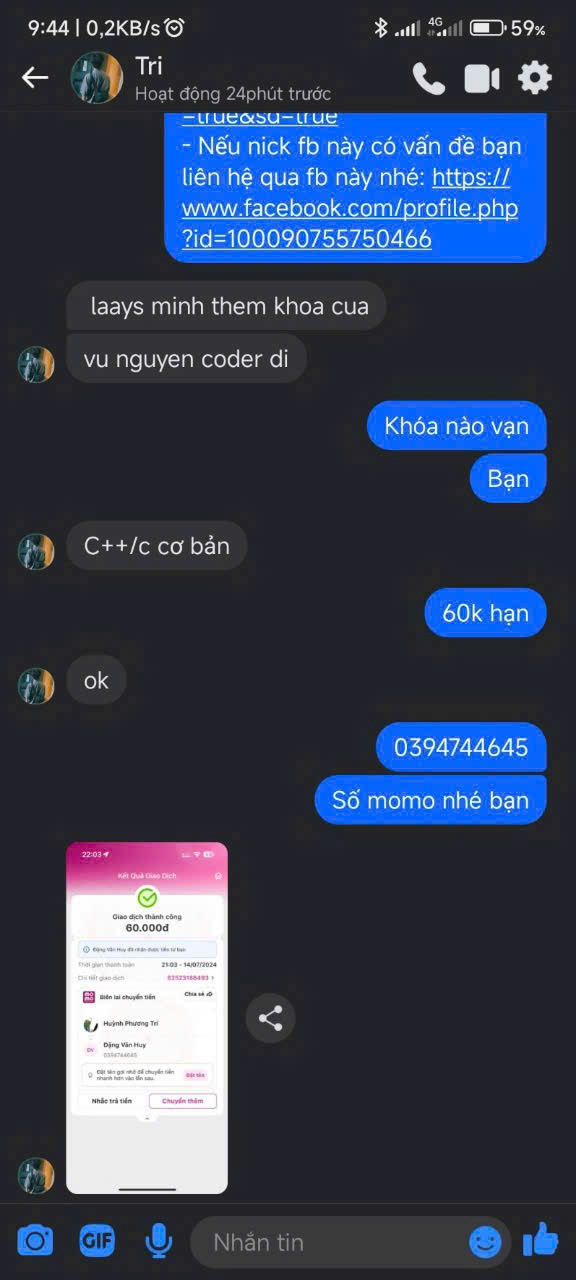 9:44 | 0,2KB/s
4G
59%
Tri
Hoạt động 24phút trước
=true&sd=true
- Nếu nick fb này có vấn đề bạn
liên hệ qua fb này nhé: https://
www.facebook.com/profile.php
?id=100090755750466
laays minh them khoa cua
vu nguyen coder di
Khóa nào vạn
Bạn
C++/c cơ bản
60k hạn
ok
0394744645
Số momo nhé bạn
22:03
Kết Quả Giao Dịch
Giao dịch thành công
60.000đ
Đặng Văn Huy đã nhận được tiền từ bạn
Thời gian thanh toán 21:03 - 14/07/2024
Chi tiết giao dịch 63523168493 >
mo mo
Biên lai chuyển tiền Chia sẻ
Huỳnh Phương Trí
ĐV
Đặng Văn Huy
0394744645
Đặt tên gợi nhớ để chuyển tiền
nhanh hơn vào lần sau.
Đặt tên
Nhắc trả tiền Chuyển thêm
GIF
Nhắn tin